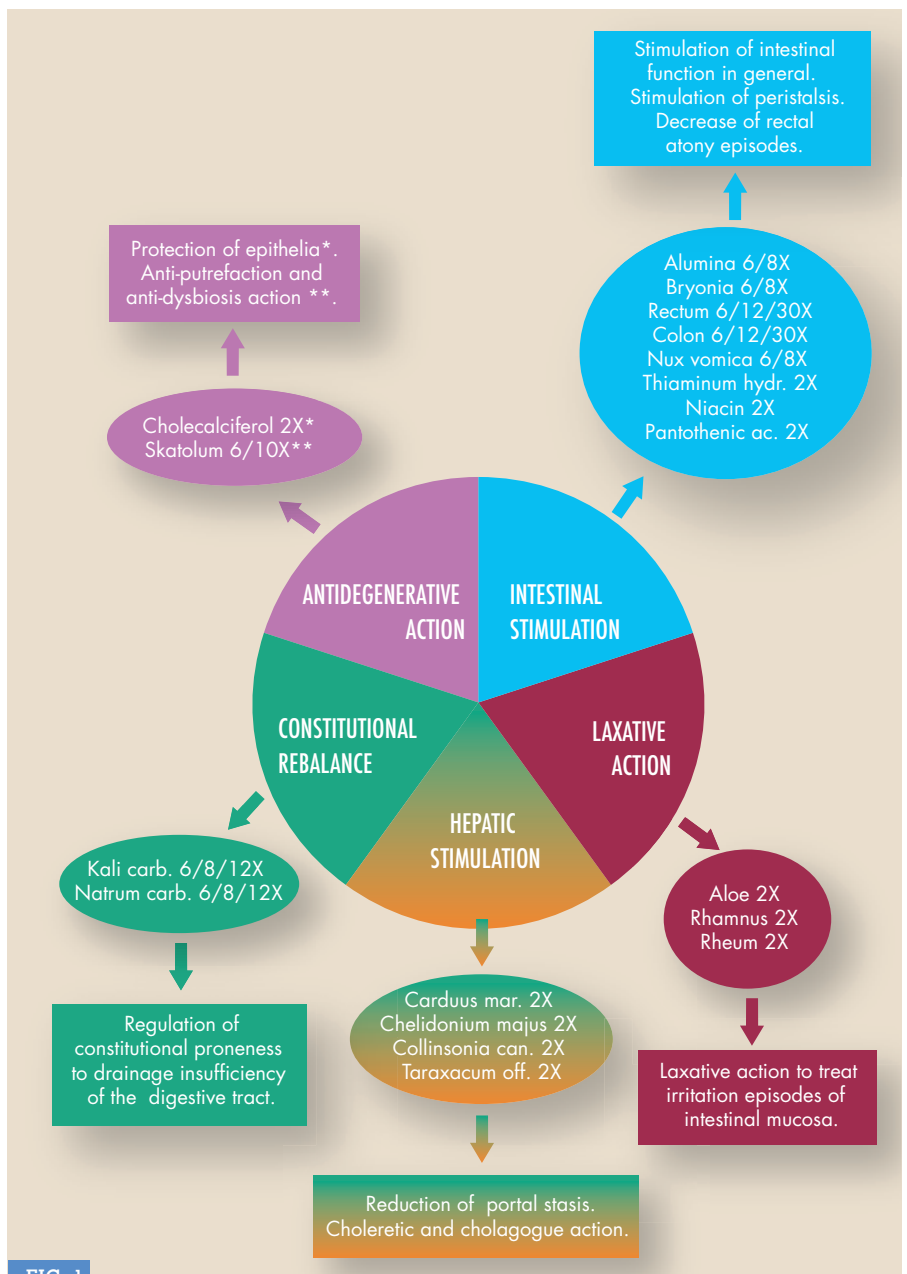 Stimulation of intestinal
function in general.
Stimulation of peristalsis.
Decrease of rectal
atony episodes.
Protection of epithelia*.
Anti-putrefaction and
anti-dysbiosis action **.
Alumina 6/8X
Bryonia 6/8X
Rectum 6/12/30X
Colon 6/12/30X
Nux vomica 6/8X
Thiaminum hydr. 2X
Niacin 2X
Pantothenic ac. 2X
Cholecalciferol 2X*
Skatolum 6/10X**
ANTIDEGENERATIVE
ACTION
INTESTINAL
STIMULATION
CONSTITUTIONAL
REBALANCE
LAXATIVE
ACTION
HEPATIC
STIMULATION
Kali carb. 6/8/12X
Natrum carb. 6/8/12X
Aloe 2X
Rhamnus 2X
Rheum 2X
Carduus mar. 2X
Chelidonium majus 2X
Collinsonia can. 2X
Taraxacum off. 2X
Regulation of
constitutional proneness
to drainage insufficiency
of the digestive tract.
Laxative action to treat
irritation episodes of
intestinal mucosa.
Reduction of portal stasis.
Choleretic and cholagogue action.